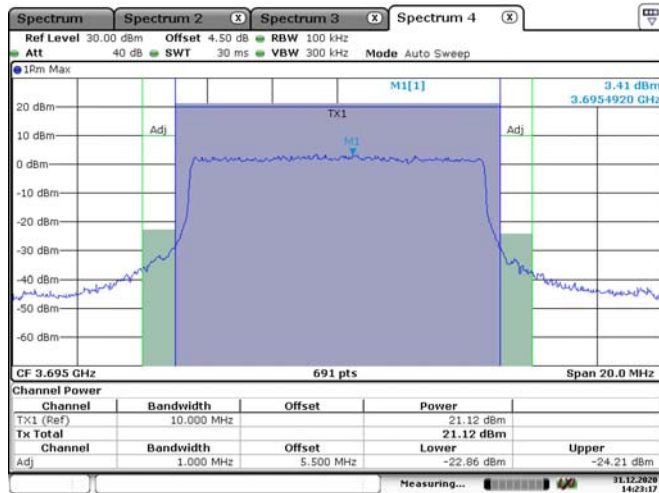 Spectrum Spectrum 2 X Spectrum 3 X Spectrum 4 X
Ref Level 30.00 dBm Offset 4.50 dB RBW 100 kHz
Att 40 dB SWT 30 ms VBW 300 kHz Mode Auto Sweep
1Rm Max
M1[1] 3.41 dBm
3.6954920 GHz
20 dBm
TX1
Adj Adj
10 dBm
M1
0 dBm
-10 dBm
-20 dBm
-30 dBm
-40 dBm
-50 dBm
-60 dBm
CF 3.695 GHz 691 pts Span 20.0 MHz
Channel Power
Channel Bandwidth Offset Power
TX1 (Ref) 10.000 MHz 21.12 dBm
Tx Total 21.12 dBm
Channel Bandwidth Offset Lower Upper
Adj 1.000 MHz 5.500 MHz -22.86 dBm -24.21 dBm
Measuring... 31.12.2020
14:23:17